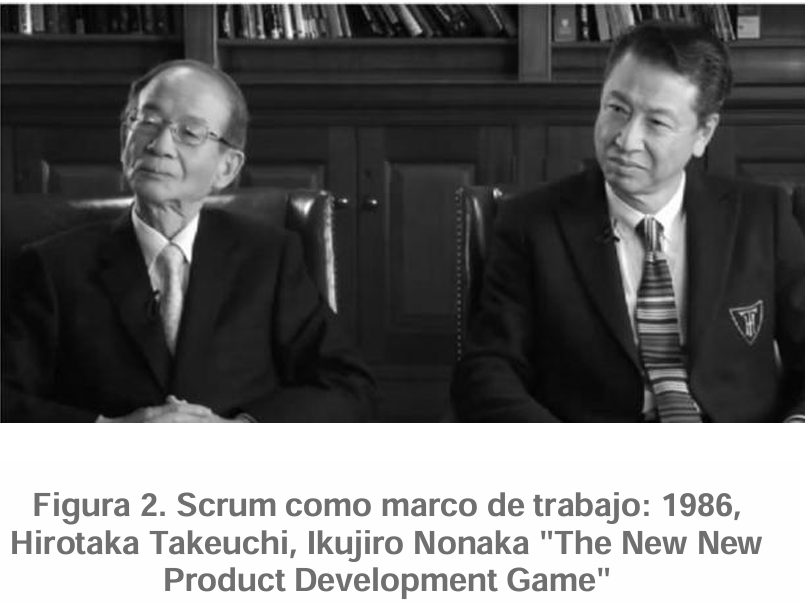 Figura 2. Scrum como marco de trabajo: 1986,
Hirotaka Takeuchi, Ikujiro Nonaka "The New New
Product Development Game"